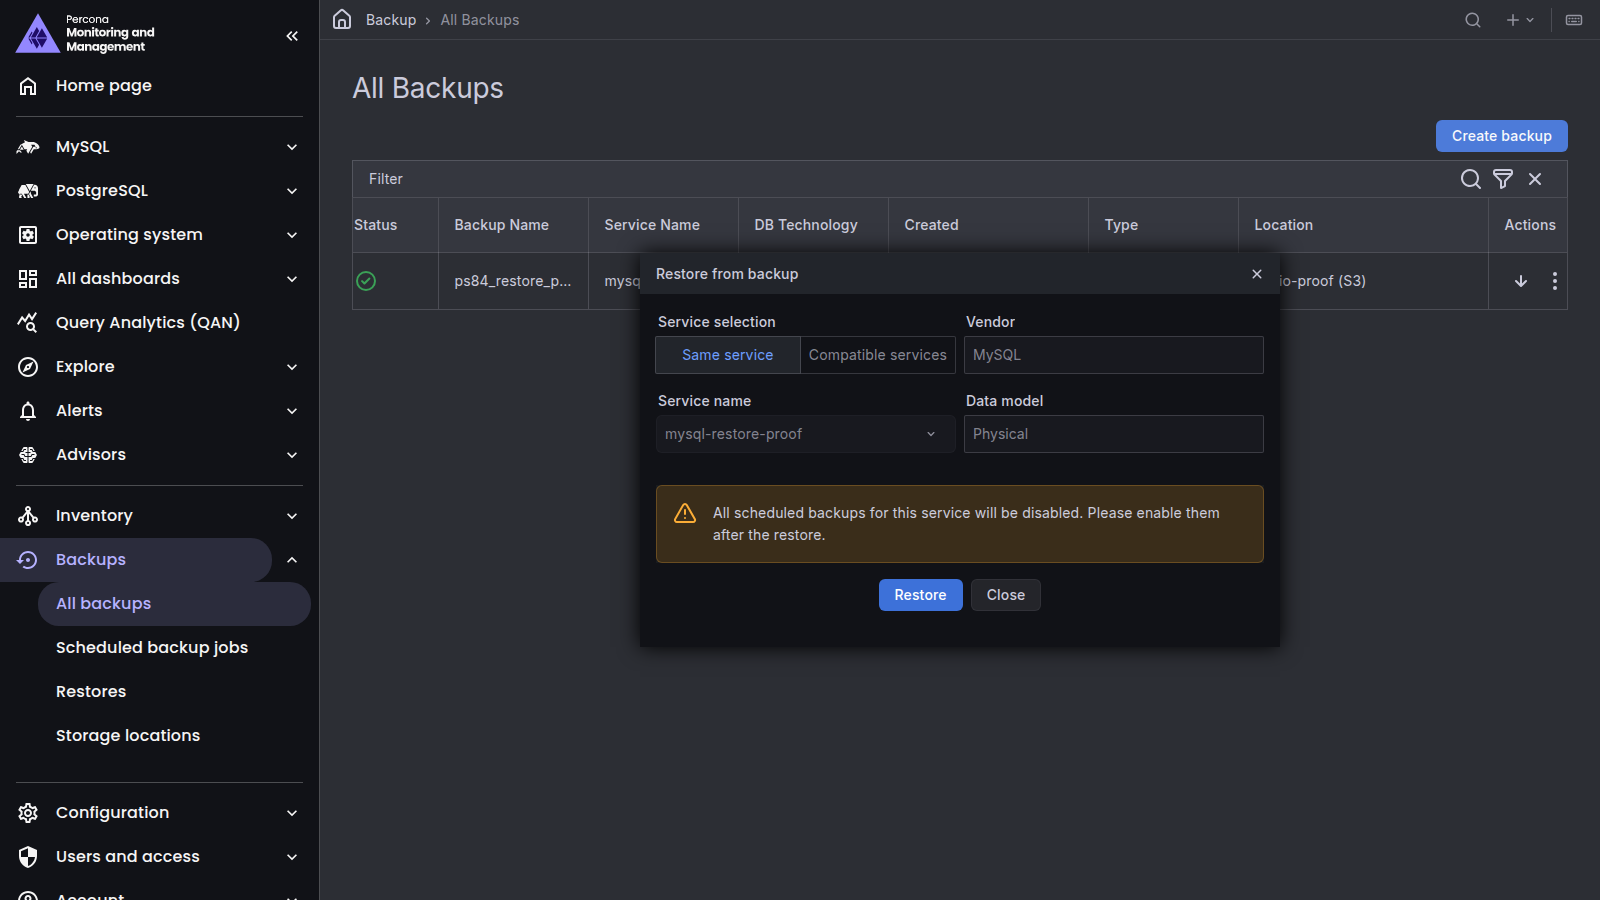 Percona
Monitoring and
Management
Home page
MySQL
PostgreSQL
Operating system
All dashboards
Query Analytics (QAN)
Explore
Alerts
Advisors
Inventory
Backups
All backups
Scheduled backup jobs
Restores
Storage locations
Configuration
Users and access
Account
Backup › All Backups
All Backups
Create backup
Filter
Status Backup Name Service Name DB Technology Created Type Location Actions
ps84_restore_p... mysq io-proof (S3)
Restore from backup
Service selection Vendor
Same service Compatible services MySQL
Service name Data model
mysql-restore-proof Physical
All scheduled backups for this service will be disabled. Please enable them
after the restore.
Restore Close